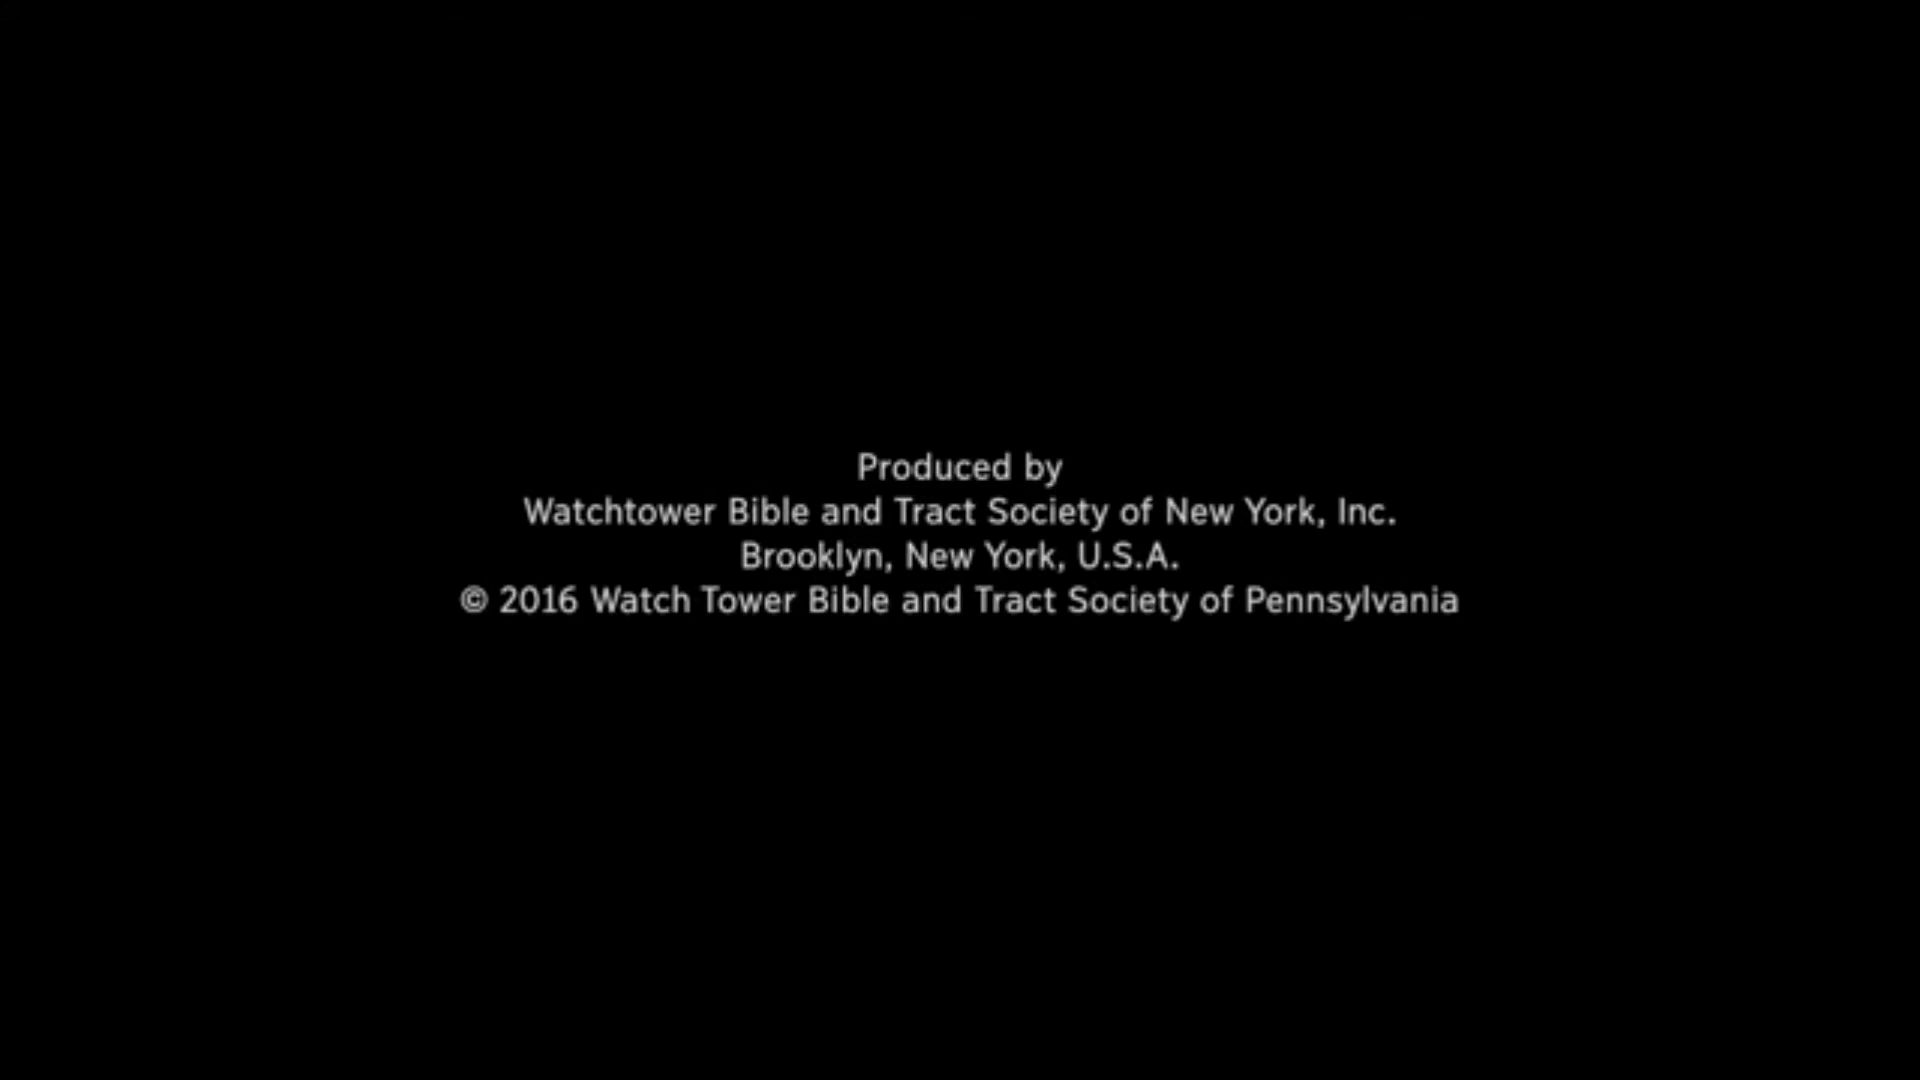 Produced by
Watchtower Bible and Tract Society of New York, Inc.
Brooklyn, New York, U.S.A.
© 2016 Watch Tower Bible and Tract Society of Pennsylvania